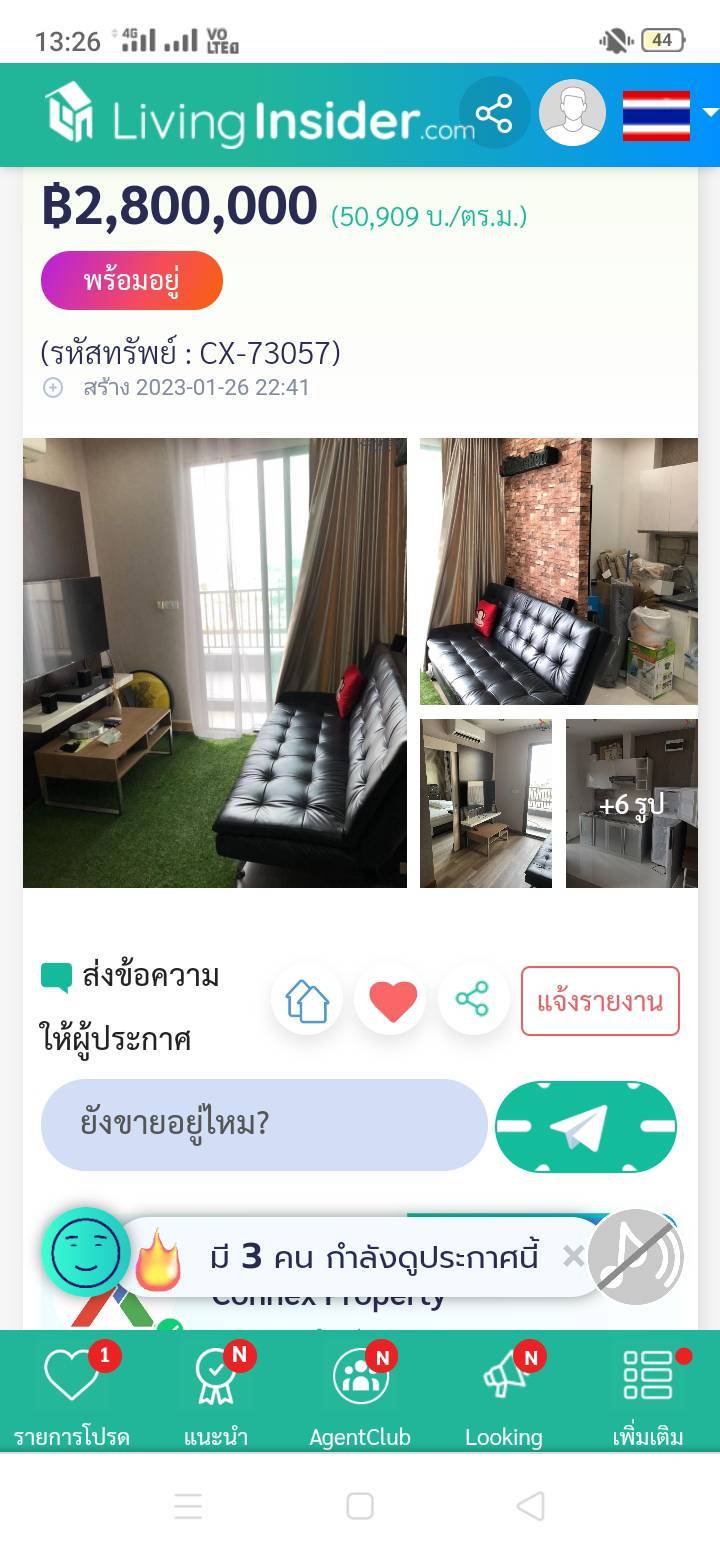 13:26 4G VO LTE 44
LivingInsider.com
฿2,800,000 (50,909 บ./ตร.ม.)
พร้อมอยู่
(รหัสทรัพย์ : CX-73057)
สร้าง 2023-01-26 22:41
+6 รูป
ส่งข้อความ
ให้ผู้ประกาศ
แจ้งรายงาน
ยังขายอยู่ไหม?
มี 3 คน กำลังดูประกาศนี้ ×
Connex Property
1 N N N
รายการโปรด แนะนำ AgentClub Looking เพิ่มเติม